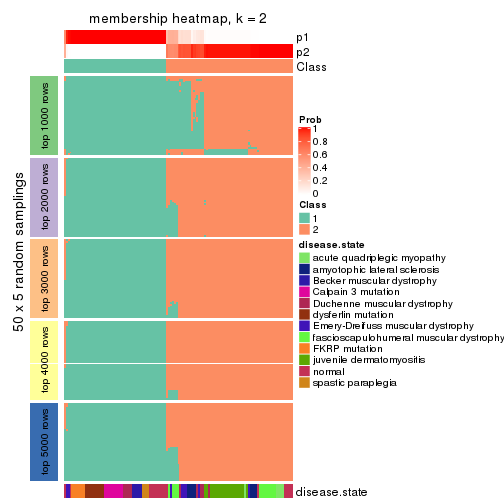 membership heatmap, k = 2
p1
p2
Class
50 x 5 random samplings
top 1000 rows
top 2000 rows
top 3000 rows
top 4000 rows
top 5000 rows
Prob
1
0.8
0.6
0.4
0.2
0
Class
1
2
disease.state
acute quadriplegic myopathy
amyotophic lateral sclerosis
Becker muscular dystrophy
Calpain 3 mutation
Duchenne muscular dystrophy
dysferlin mutation
Emery-Dreifuss muscular dystrophy
fascioscapulohumeral muscular dystrophy
FKRP mutation
juvenile dermatomyositis
normal
spastic paraplegia
disease.state